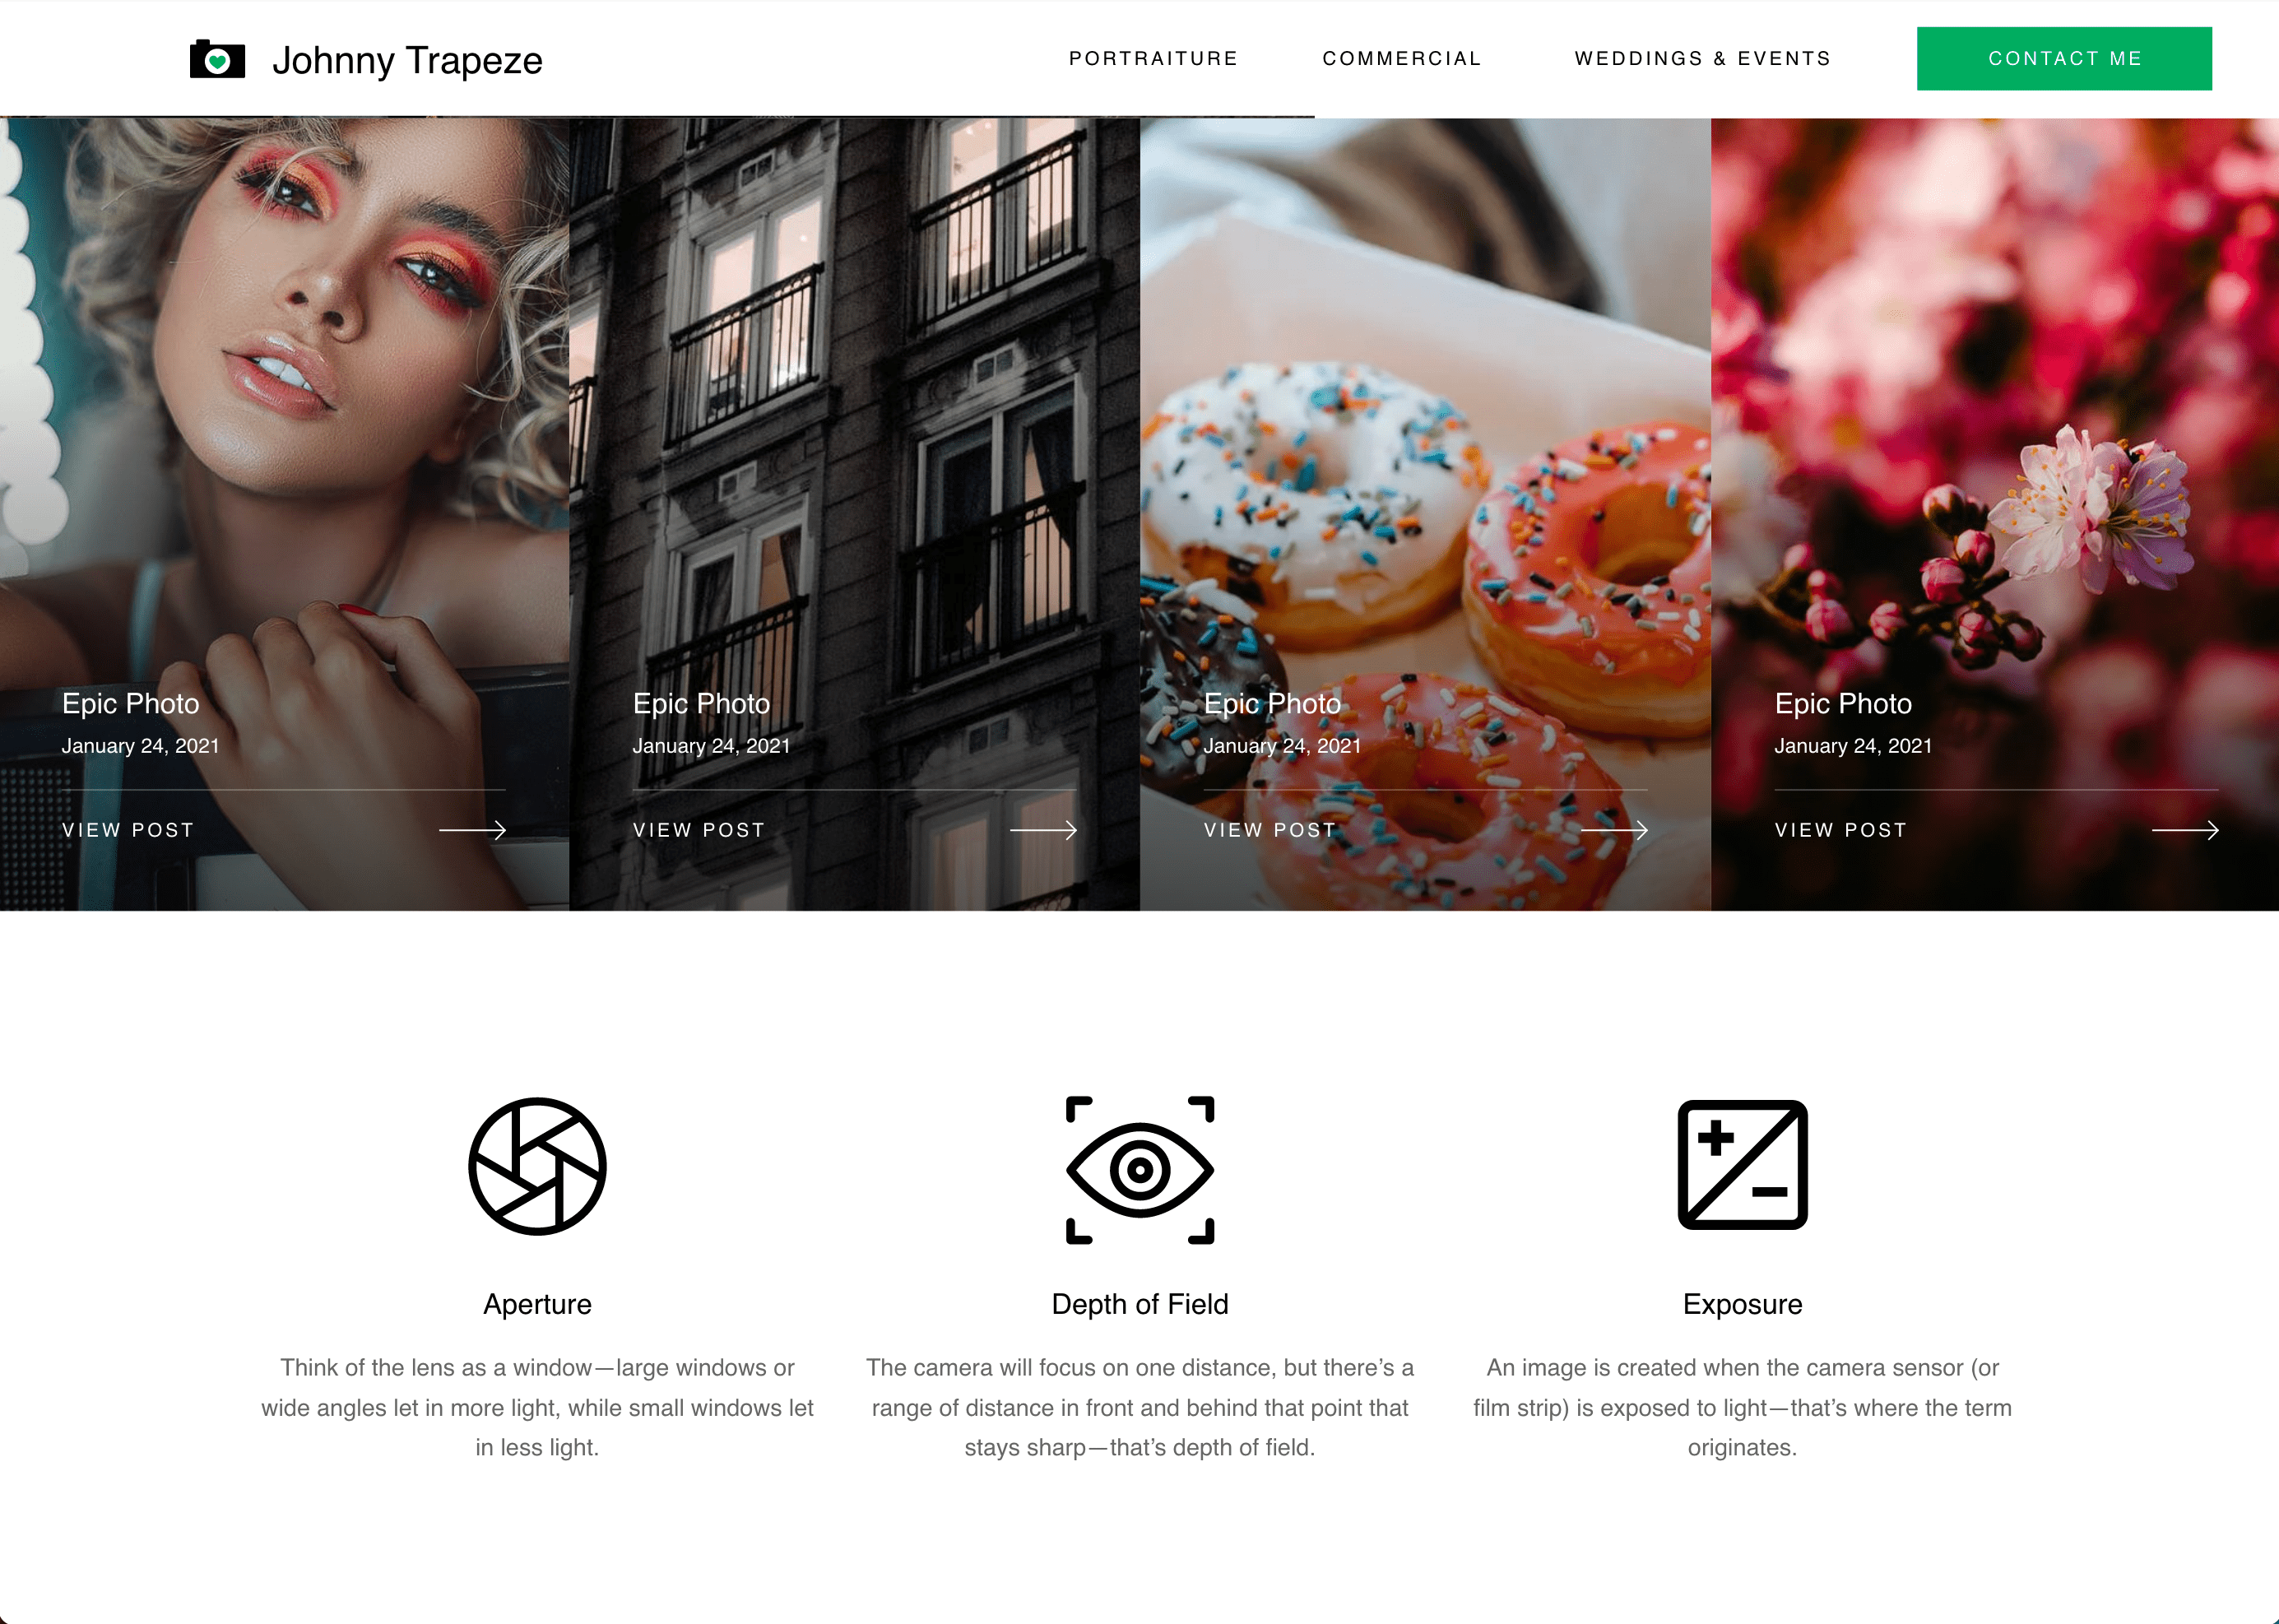 Johnny Trapeze
PORTRAITURE
COMMERCIAL
WEDDINGS & EVENTS
CONTACT ME
Epic Photo
January 24, 2021
VIEW POST
Epic Photo
January 24, 2021
VIEW POST
Epic Photo
January 24, 2021
VIEW POST
Epic Photo
January 24, 2021
VIEW POST
Aperture
Think of the lens as a window—large windows or
wide angles let in more light, while small windows let
in less light.
Depth of Field
The camera will focus on one distance, but there’s a
range of distance in front and behind that point that
stays sharp—that’s depth of field.
Exposure
An image is created when the camera sensor (or
film strip) is exposed to light—that’s where the term
originates.